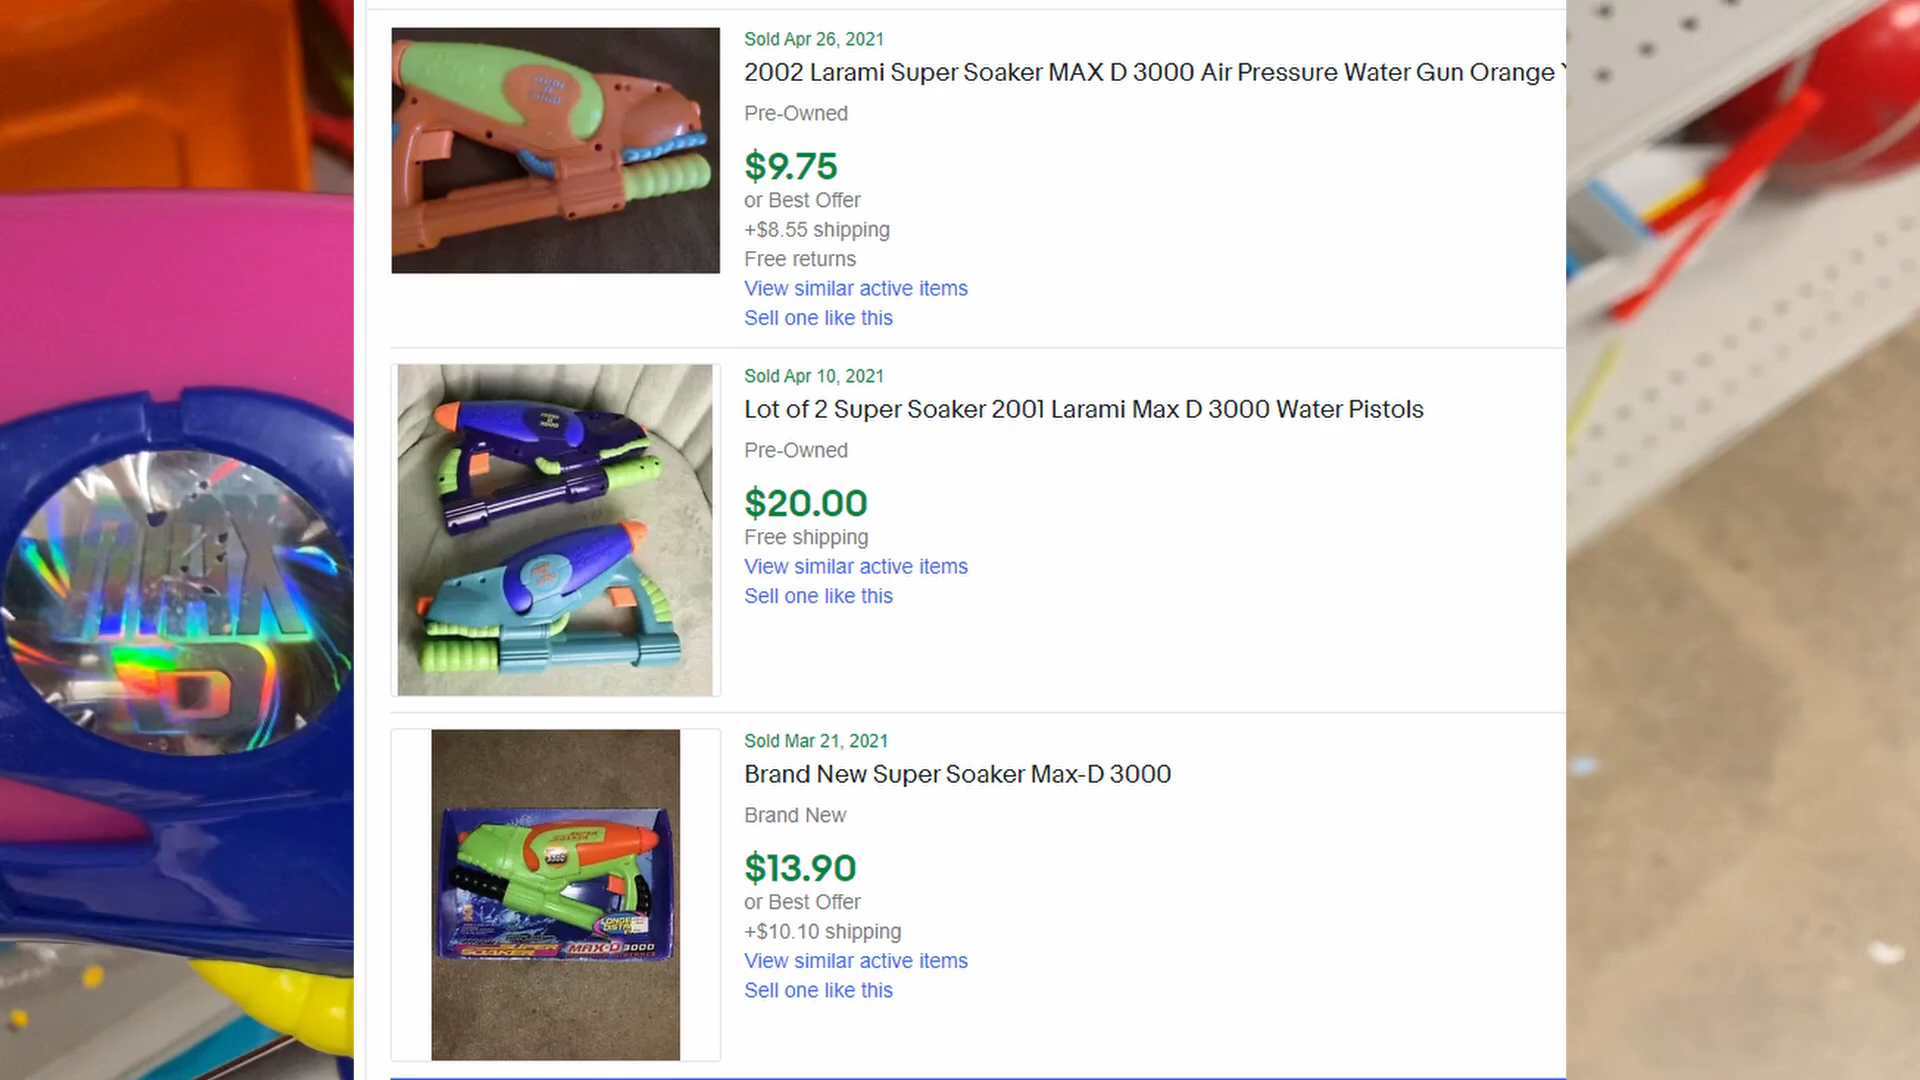 MAX
D
Sold Apr 26, 2021
2002 Larami Super Soaker MAX D 3000 Air Pressure Water Gun Orange
Pre-Owned
$9.75
or Best Offer
+$8.55 shipping
Free returns
View similar active items
Sell one like this
Sold Apr 10, 2021
Lot of 2 Super Soaker 2001 Larami Max D 3000 Water Pistols
Pre-Owned
$20.00
Free shipping
View similar active items
Sell one like this
Sold Mar 21, 2021
Brand New Super Soaker Max-D 3000
Brand New
$13.90
or Best Offer
+$10.10 shipping
View similar active items
Sell one like this
SUPER
SOAKER
MAX-D 3000